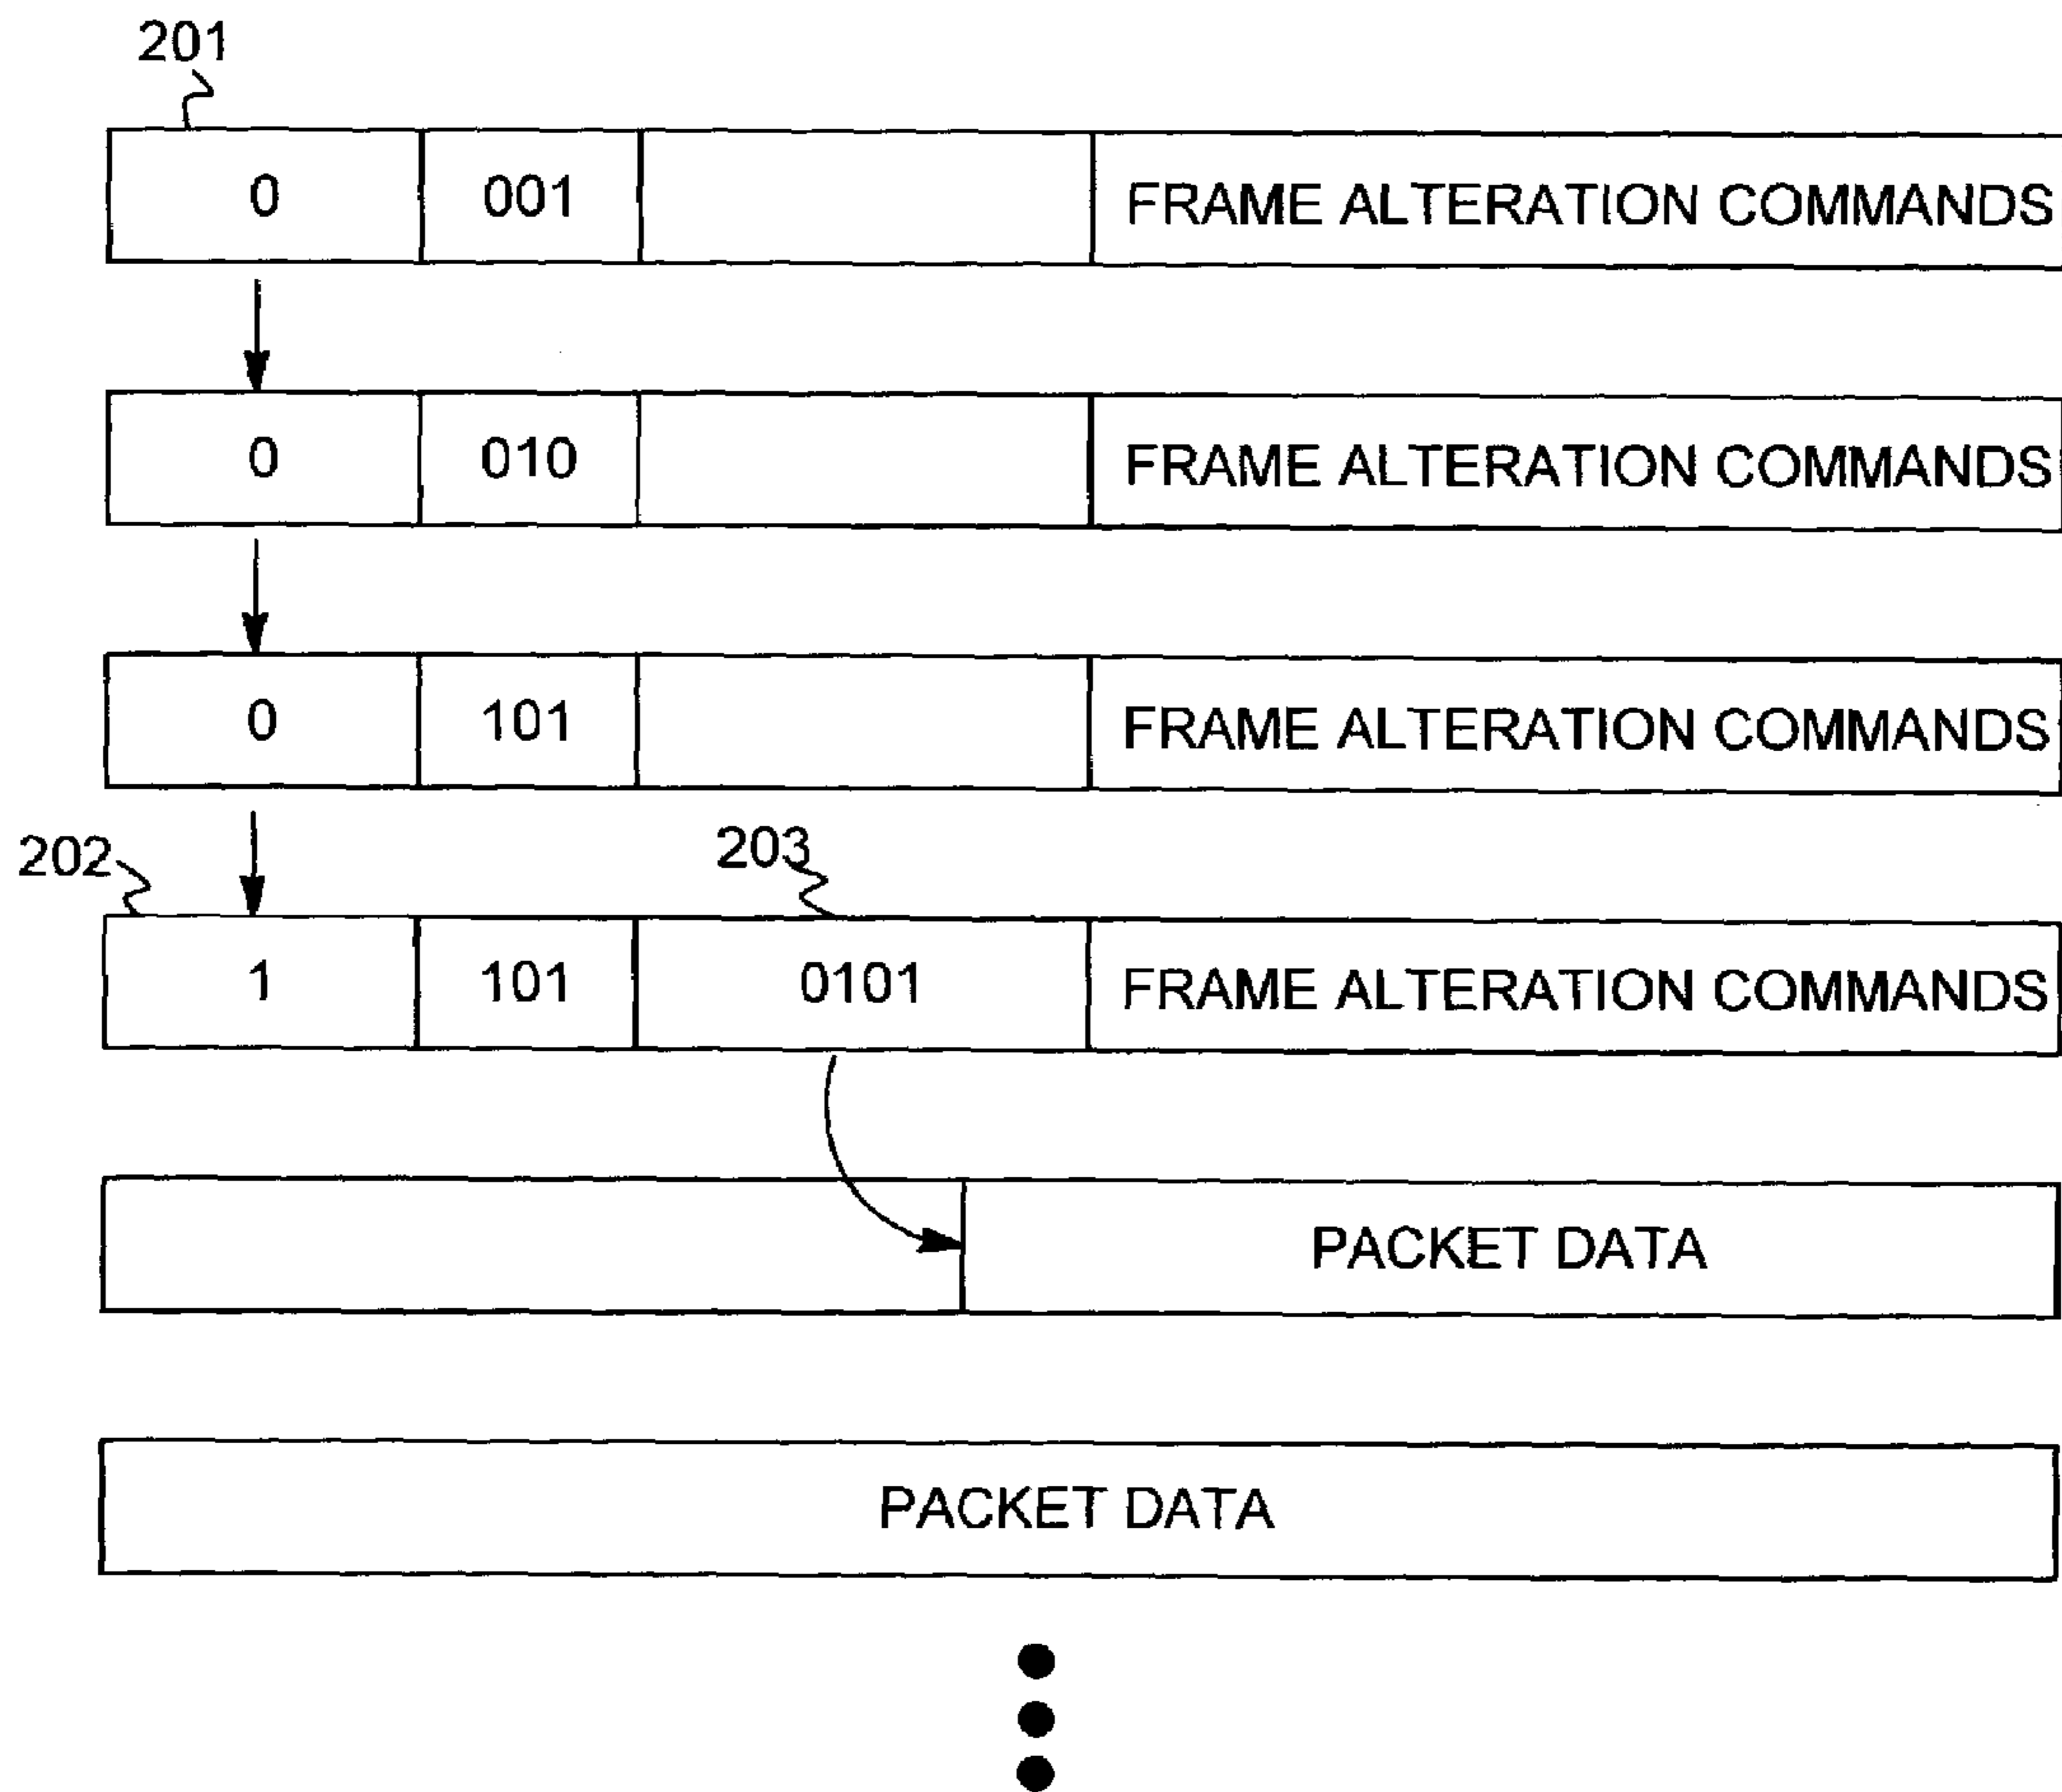 201
0 001 FRAME ALTERATION COMMANDS
0 010 FRAME ALTERATION COMMANDS
0 101 FRAME ALTERATION COMMANDS
202 203
1 101 0101 FRAME ALTERATION COMMANDS
PACKET DATA
PACKET DATA